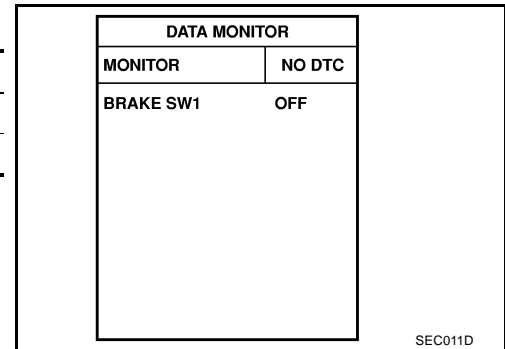 DATA MONITOR
MONITOR NO DTC
BRAKE SW1 OFF
SEC011D